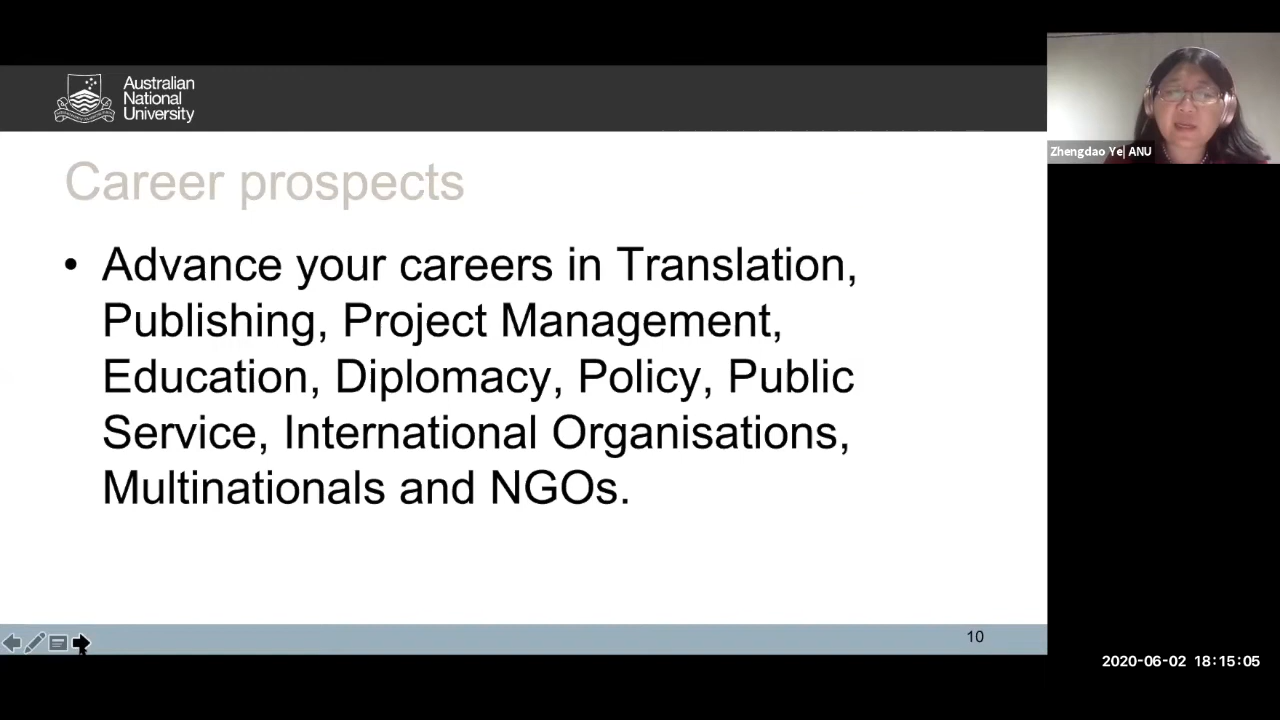 Australian
National
University
Zhengdao Ye| ANU
Career prospects
• Advance your careers in Translation,
Publishing, Project Management,
Education, Diplomacy, Policy, Public
Service, International Organisations,
Multinationals and NGOs.
10
2020-06-02 18:15:05